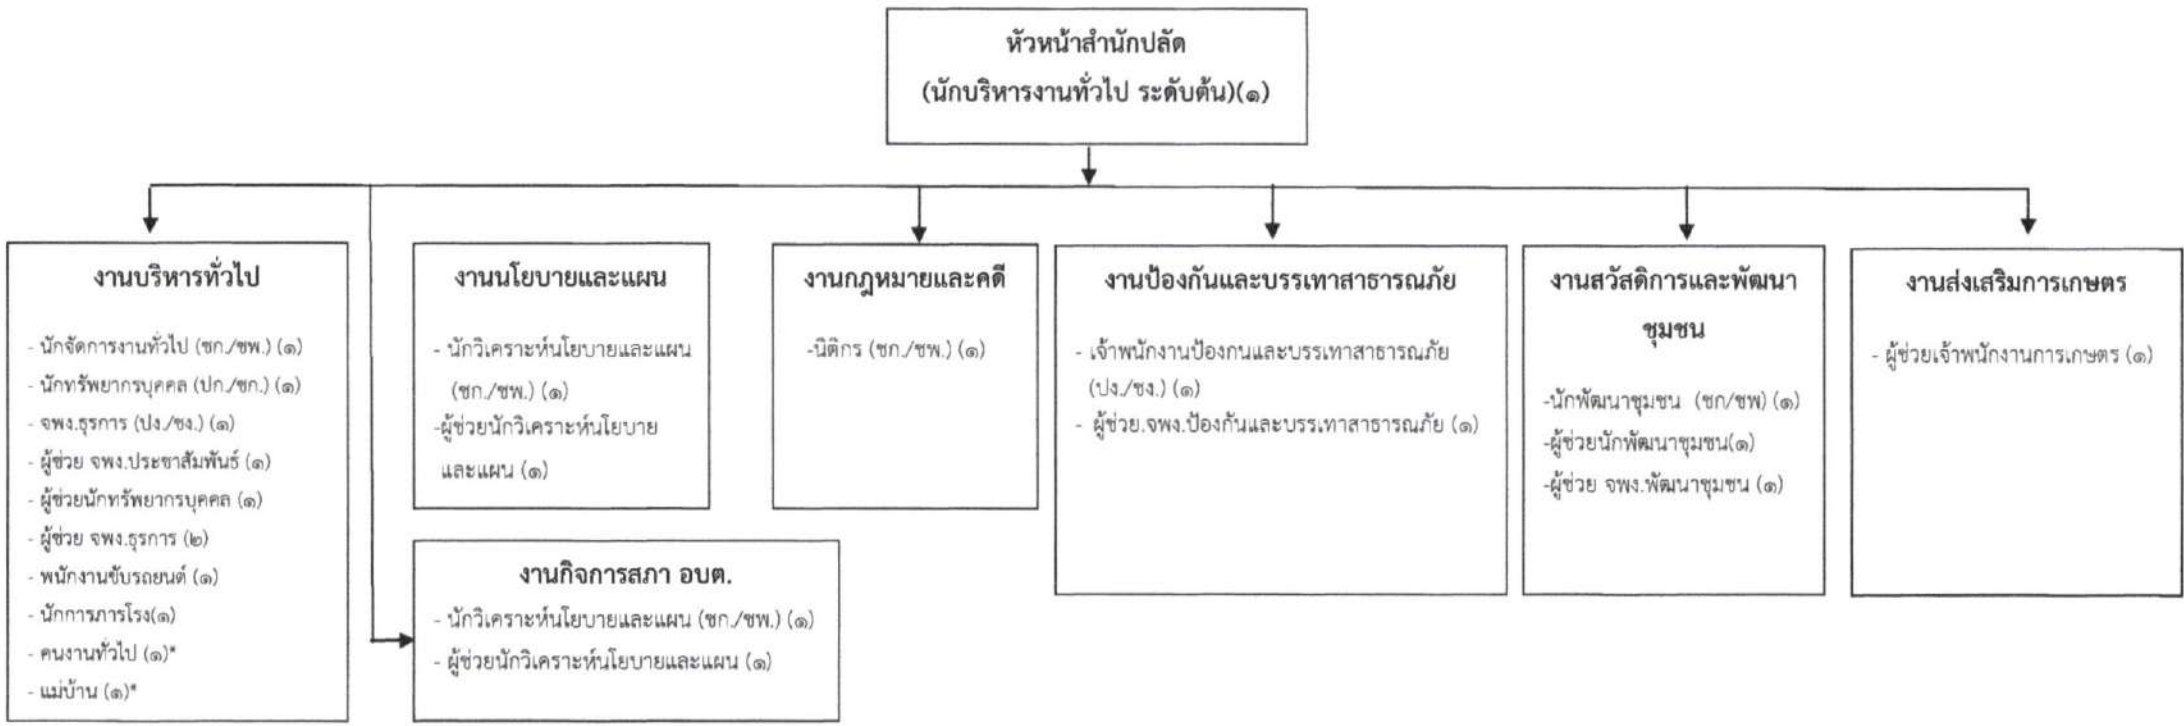 หัวหน้าสำนักปลัด
(นักบริหารงานทั่วไป ระดับต้น)(๑)
งานบริหารทั่วไป
- นักจัดการงานทั่วไป (ชก./ชพ.) (๑)
- นักทรัพยากรบุคคล (ปก./ชก.) (๑)
- จพง.ธุรการ (ปง./ชง.) (๑)
- ผู้ช่วย จพง.ประชาสัมพันธ์ (๑)
- ผู้ช่วยนักทรัพยากรบุคคล (๑)
- ผู้ช่วย จพง.ธุรการ (๒)
- พนักงานขับรถยนต์ (๑)
- นักการภารโรง(๑)
- คนงานทั่วไป (๑)*
- แม่บ้าน (๑)*
งานนโยบายและแผน
- นักวิเคราะห์นโยบายและแผน
(ชก./ชพ.) (๑)
-ผู้ช่วยนักวิเคราะห์นโยบาย
และแผน (๑)
งานกิจการสภา อบต.
- นักวิเคราะห์นโยบายและแผน (ชก./ชพ.) (๑)
- ผู้ช่วยนักวิเคราะห์นโยบายและแผน (๑)
งานกฎหมายและคดี
-นิติกร (ชก./ชพ.) (๑)
งานป้องกันและบรรเทาสาธารณภัย
- เจ้าพนักงานป้องกนและบรรเทาสาธารณภัย
(ปง./ชง.) (๑)
- ผู้ช่วย.จพง.ป้องกันและบรรเทาสาธารณภัย (๑)
งานสวัสดิการและพัฒนา
ชุมชน
-นักพัฒนาชุมชน (ชก/ชพ) (๑)
-ผู้ช่วยนักพัฒนาชุมชน(๑)
-ผู้ช่วย จพง.พัฒนาชุมชน (๑)
งานส่งเสริมการเกษตร
- ผู้ช่วยเจ้าพนักงานการเกษตร (๑)